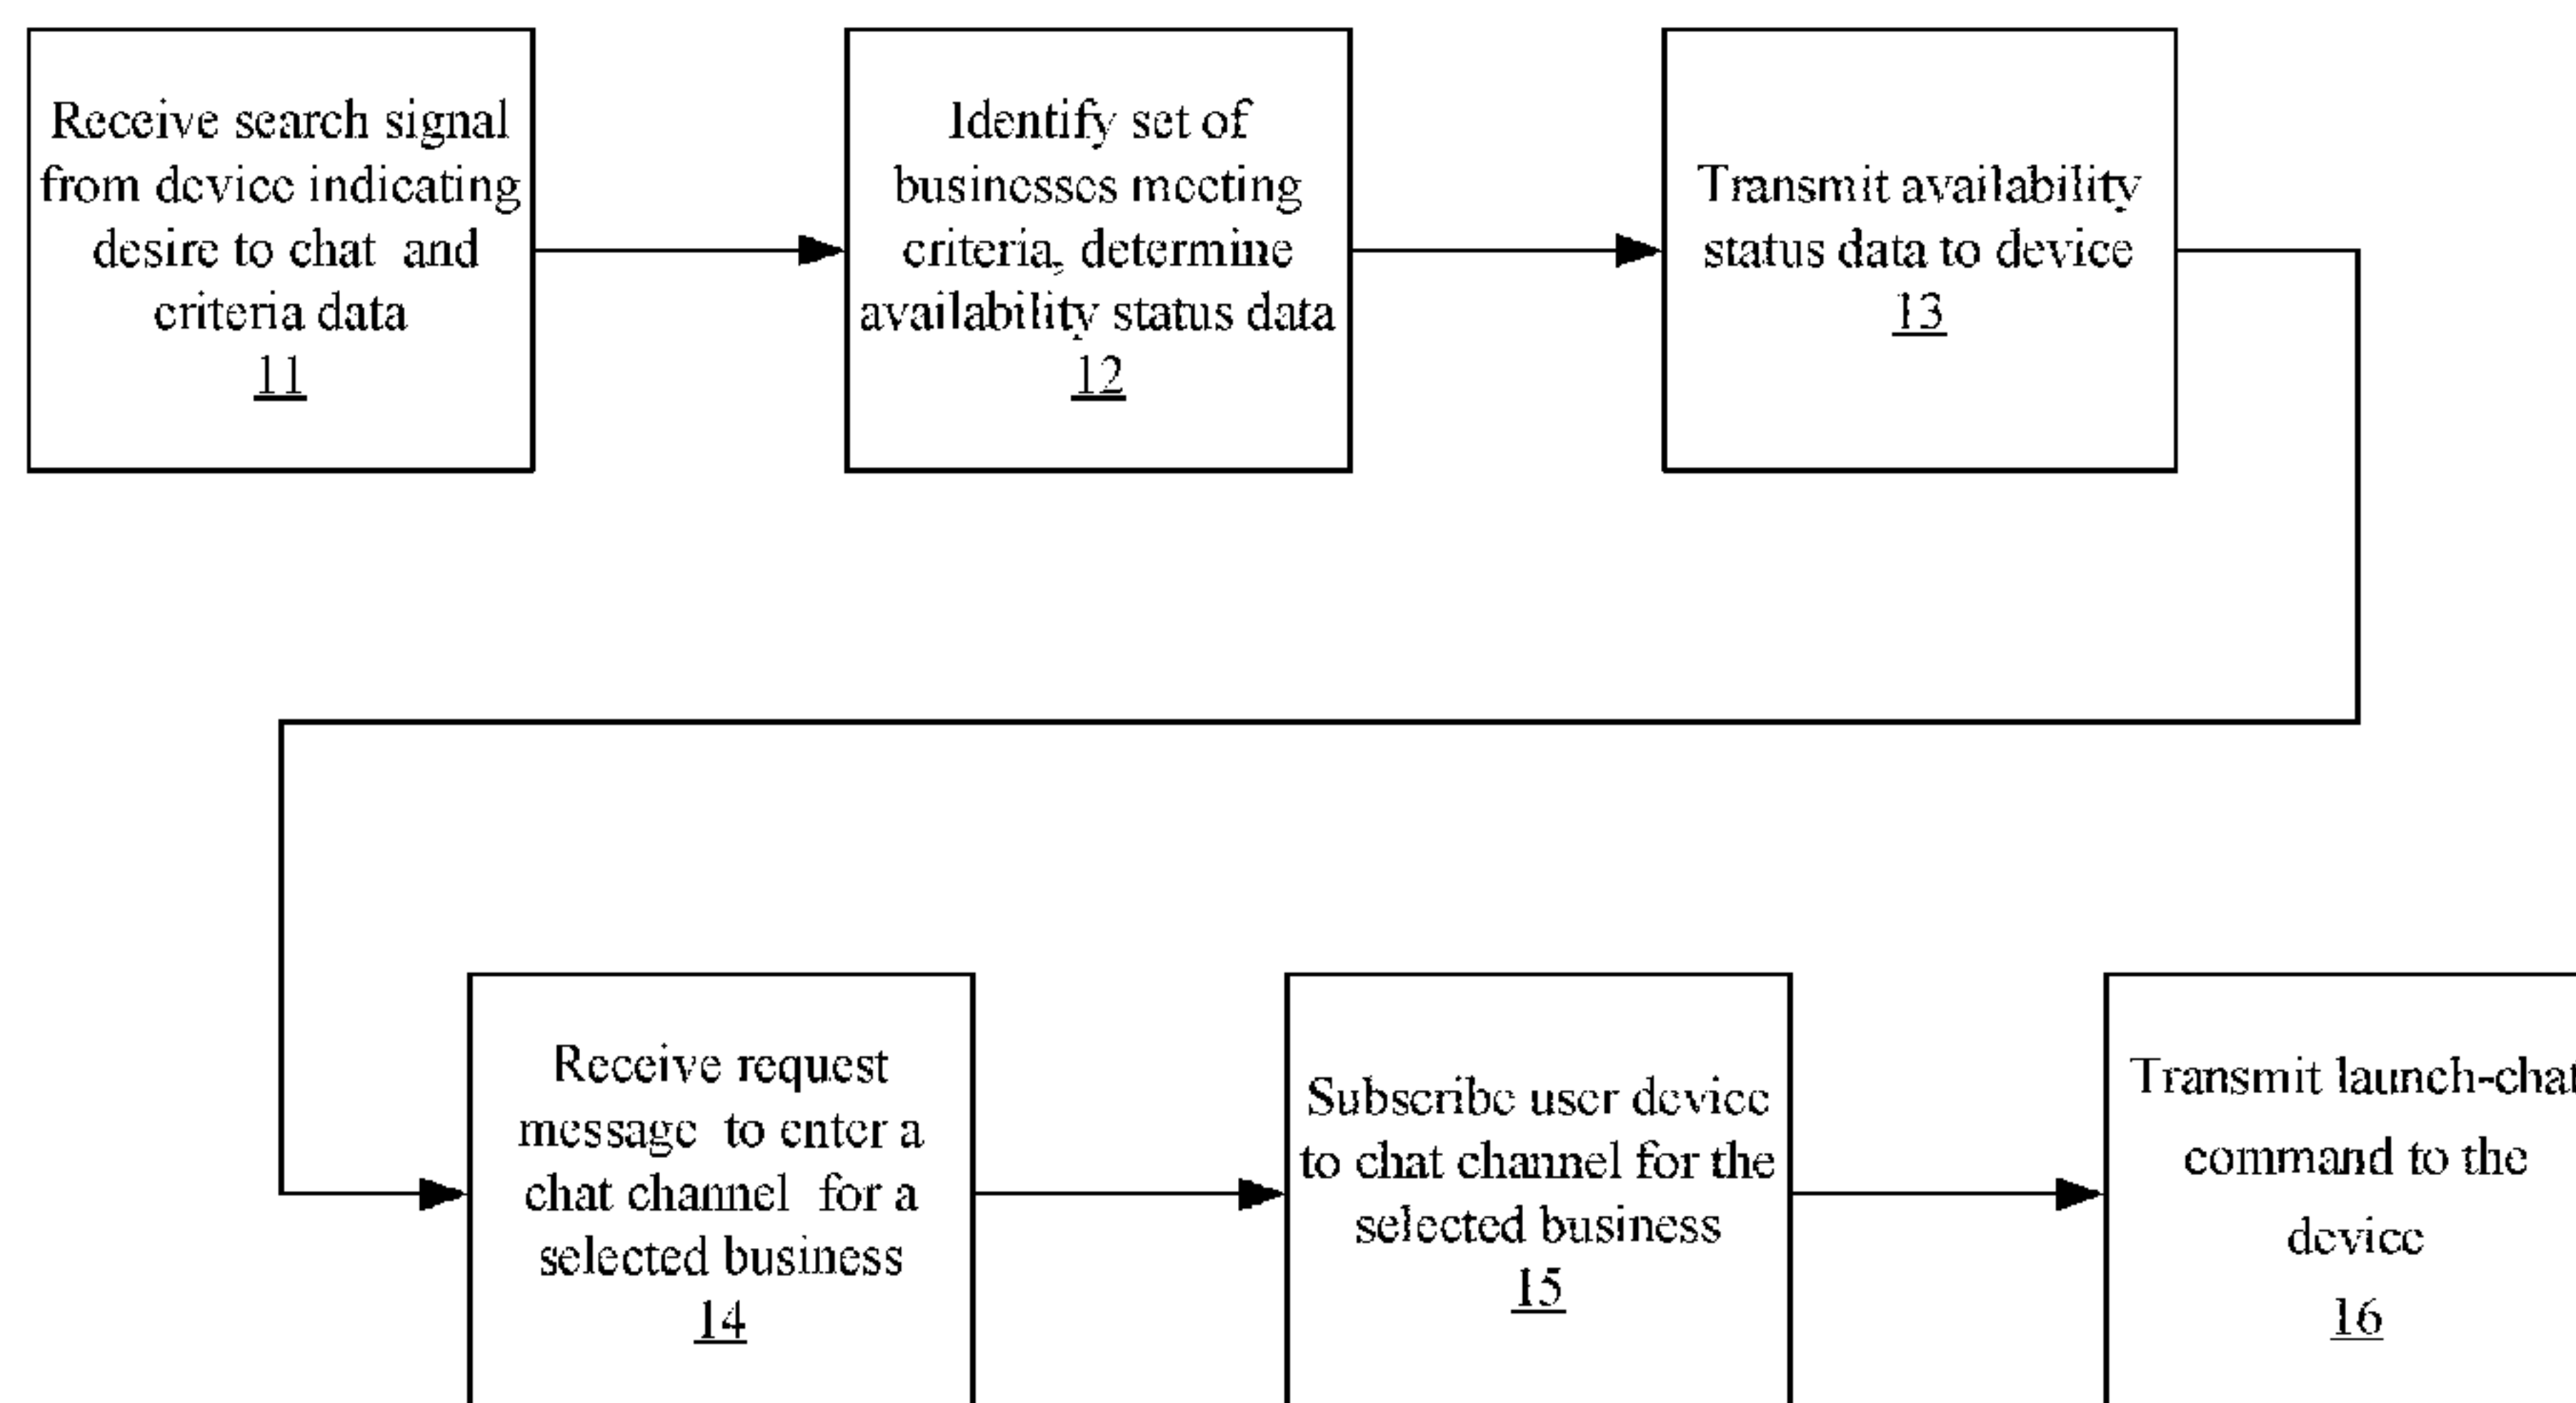 Receive search signal
from device indicating
desire to chat and
criteria data
11
Identify set of
businesses meeting
criteria, determine
availability status data
12
Transmit availability
status data to device
13
Receive request
message to enter a
chat channel for a
selected business
14
Subscribe user device
to chat channel for the
selected business
15
Transmit launch-chat
command to the
device
16